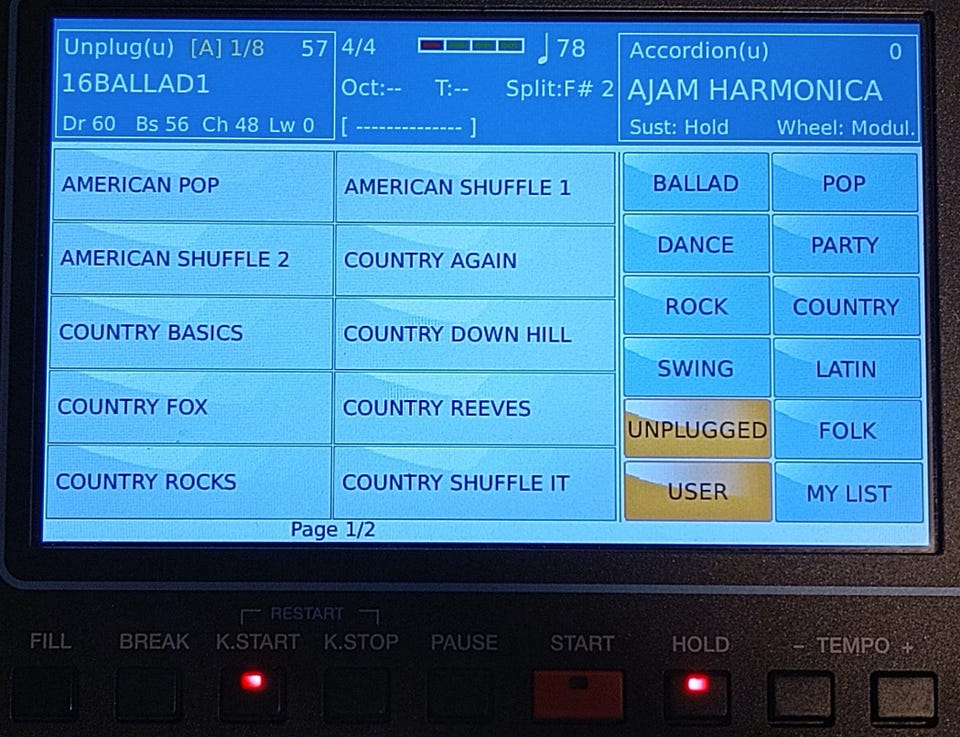 Unplug(u) [A] 1/8 57
16BALLAD1
Dr 60 Bs 56 Ch 48 Lw 0
4/4 78
Oct:-- T:-- Split:F# 2
[ -------------- ]
Accordion(u) 0
AJAM HARMONICA
Sust: Hold Wheel: Modul.
AMERICAN POP
AMERICAN SHUFFLE 1
AMERICAN SHUFFLE 2
COUNTRY AGAIN
COUNTRY BASICS
COUNTRY DOWN HILL
COUNTRY FOX
COUNTRY REEVES
COUNTRY ROCKS
COUNTRY SHUFFLE IT
Page 1/2
BALLAD POP
DANCE PARTY
ROCK COUNTRY
SWING LATIN
UNPLUGGED FOLK
USER MY LIST
RESTART
FILL BREAK K.START K.STOP PAUSE START HOLD - TEMPO +